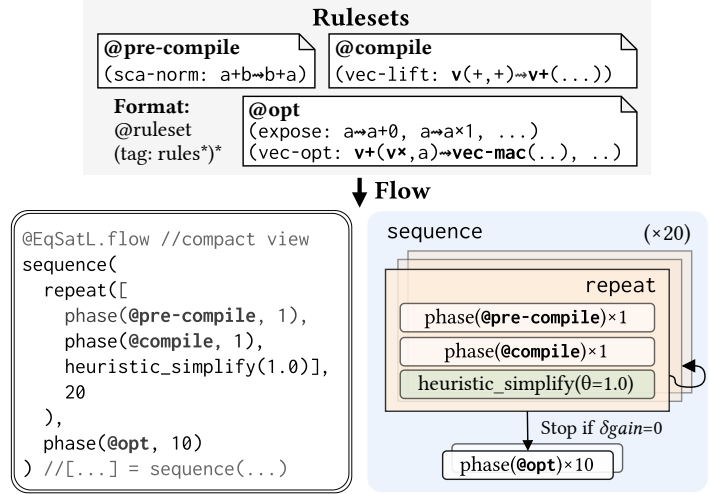 Rulesets
@pre-compile
(sca-norm: a+b⇝b+a)
@compile
(vec-lift: v(+,+)⇝v+(...))
Format:
@ruleset
(tag: rules*)*
@opt
(expose: a⇝a+0, a⇝a×1, ...)
(vec-opt: v+(v×,a)⇝vec-mac(..), ..)
Flow
@EqSatL.flow //compact view
sequence(
  repeat([
    phase(@pre-compile, 1),
    phase(@compile, 1),
    heuristic_simplify(1.0)],
    20
  ),
  phase(@opt, 10)
) //[...] = sequence(...)
sequence (×20)
repeat
phase(@pre-compile)×1
phase(@compile)×1
heuristic_simplify(θ=1.0)
Stop if δgain=0
phase(@opt)×10